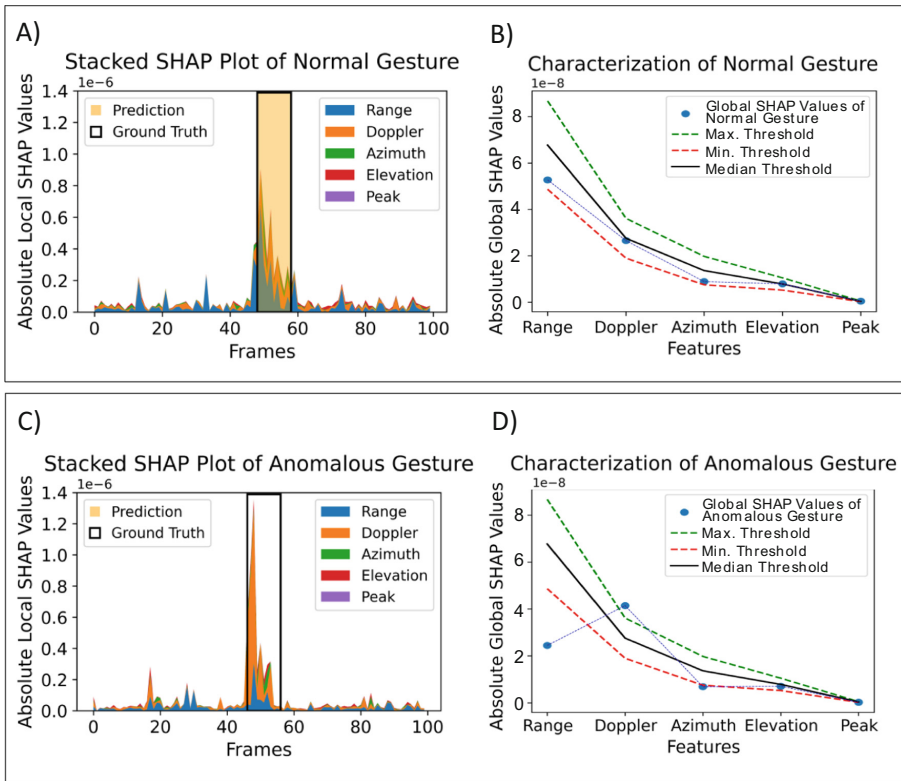 A)
Stacked SHAP Plot of Normal Gesture
1e-6
Absolute Local SHAP Values
1.4
1.2
1.0
0.8
0.6
0.4
0.2
0.0
Prediction
Ground Truth
Range
Doppler
Azimuth
Elevation
Peak
0 20 40 60 80 100
Frames
B)
Characterization of Normal Gesture
1e-8
Absolute Global SHAP Values
8
6
4
2
0
Global SHAP Values of
Normal Gesture
Max. Threshold
Min. Threshold
Median Threshold
Range Doppler Azimuth Elevation Peak
Features
C)
Stacked SHAP Plot of Anomalous Gesture
1e-6
Absolute Local SHAP Values
1.4
1.2
1.0
0.8
0.6
0.4
0.2
0.0
Prediction
Ground Truth
Range
Doppler
Azimuth
Elevation
Peak
0 20 40 60 80 100
Frames
D)
Characterization of Anomalous Gesture
1e-8
Absolute Global SHAP Values
8
6
4
2
0
Global SHAP Values of
Anomalous Gesture
Max. Threshold
Min. Threshold
Median Threshold
Range Doppler Azimuth Elevation Peak
Features